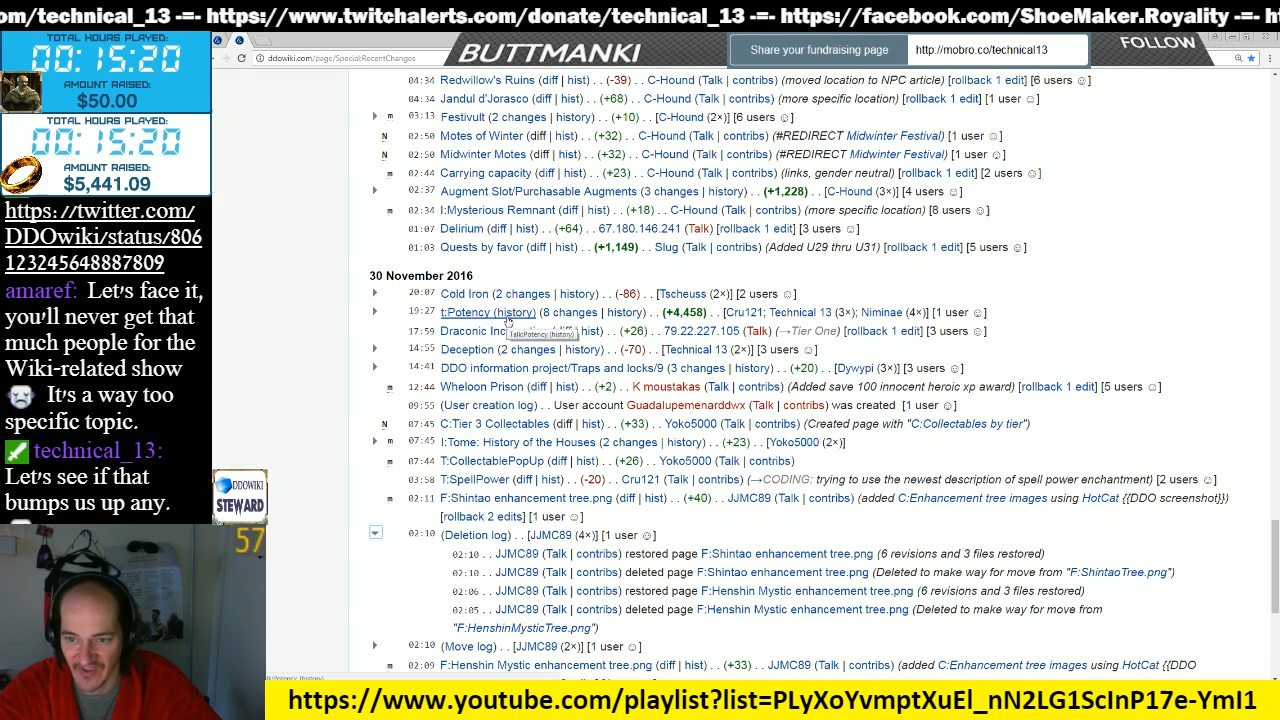 om/technical_13 -=- https://www.twitchalerts.com/donate/technical_13 -=- https://facebook.com/ShoeMaker.Royality -=-
TOTAL HOURS PLAYED:
00:15:20
AMOUNT RAISED:
$50.00
TOTAL HOURS PLAYED:
00:15:20
AMOUNT RAISED:
$5,441.09
https://twitter.com/
DDOwiki/status/806
123245648887809
amaref: Let's face it,
you'll never get that
much people for the
Wiki-related show
It's a way too
specific topic.
technical_13:
Let's see if that
bumps us up any.
DDOWIKI
STEWARD
57
ddowiki.com/page/Special:RecentChanges
BUTTMANKI
Share your fundraising page
http://mobro.co/technical13
FOLLOW
04:34 Redwillow's Ruins (diff | hist) . . (-39) . . C-Hound (Talk | contribs) (move location to NPC article) [rollback 1 edit] [6 users ☺]
04:34 Jandul d'Jorasco (diff | hist) . . (+68) . . C-Hound (Talk | contribs) (more specific location) [rollback 1 edit] [1 user ☺]
m 03:13 Festivult (2 changes | history) . . (+10) . . [C-Hound (2×)] [6 users ☺]
N 02:50 Motes of Winter (diff | hist) . . (+32) . . C-Hound (Talk | contribs) (#REDIRECT Midwinter Festival) [1 user ☺]
N 02:50 Midwinter Motes (diff | hist) . . (+32) . . C-Hound (Talk | contribs) (#REDIRECT Midwinter Festival) [1 user ☺]
m 02:44 Carrying capacity (diff | hist) . . (+23) . . C-Hound (Talk | contribs) (links, gender neutral) [rollback 1 edit] [2 users ☺]
02:37 Augment Slot/Purchasable Augments (3 changes | history) . . (+1,228) . . [C-Hound (3×)] [4 users ☺]
m 02:34 I:Mysterious Remnant (diff | hist) . . (+18) . . C-Hound (Talk | contribs) (more specific location) [8 users ☺]
01:07 Delirium (diff | hist) . . (+64) . . 67.180.146.241 (Talk) [rollback 1 edit] [3 users ☺]
01:03 Quests by favor (diff | hist) . . (+1,149) . . Slug (Talk | contribs) (Added U29 thru U31) [rollback 1 edit] [5 users ☺]
30 November 2016
20:07 Cold Iron (2 changes | history) . . (-86) . . [Tscheuss (2×)] [2 users ☺]
19:27 t:Potency (history) (8 changes | history) . . (+4,458) . . [Cru121; Technical 13 (3×); Niminae (4×)] [1 user ☺]
17:59 Draconic (diff | hist) . . (+26) . . 79.22.227.105 (Talk) (→Tier One) [rollback 1 edit] [3 users ☺]
Talk:Potency (history)
14:55 Deception (2 changes | history) . . (-70) . . [Technical 13 (2×)] [3 users ☺]
14:41 DDO information project/Traps and locks/9 (3 changes | history) . . (+20) . . [Dywypi (3×)] [3 users ☺]
m 12:44 Wheloon Prison (diff | hist) . . (+2) . . K moustakas (Talk | contribs) (Added save 100 innocent heroic xp award) [rollback 1 edit] [5 users ☺]
09:55 (User creation log) . . User account Guadalupemenarddwx (Talk | contribs) was created [1 user ☺]
N 07:45 C:Tier 3 Collectables (diff | hist) . . (+33) . . Yoko5000 (Talk | contribs) (Created page with "C:Collectables by tier")
m 07:45 I:Tome: History of the Houses (2 changes | history) . . (+23) . . [Yoko5000 (2×)]
07:44 T:CollectablePopUp (diff | hist) . . (+26) . . Yoko5000 (Talk | contribs)
03:58 T:SpellPower (diff | hist) . . (-20) . . Cru121 (Talk | contribs) (→CODING: trying to use the newest description of spell power enchantment) [2 users ☺]
m 02:11 F:Shintao enhancement tree.png (diff | hist) . . (+40) . . JJMC89 (Talk | contribs) (added C:Enhancement tree images using HotCat {{DDO screenshot}})
[rollback 2 edits] [1 user ☺]
02:10 (Deletion log) . . [JJMC89 (4×)] [1 user ☺]
02:10 . . JJMC89 (Talk | contribs) restored page F:Shintao enhancement tree.png (6 revisions and 3 files restored)
02:10 . . JJMC89 (Talk | contribs) deleted page F:Shintao enhancement tree.png (Deleted to make way for move from "F:ShintaoTree.png")
02:06 . . JJMC89 (Talk | contribs) restored page F:Henshin Mystic enhancement tree.png (6 revisions and 3 files restored)
02:05 . . JJMC89 (Talk | contribs) deleted page F:Henshin Mystic enhancement tree.png (Deleted to make way for move from
"F:HenshinMysticTree.png")
02:10 (Move log) . . [JJMC89 (2×)] [1 user ☺]
m 02:09 F:Henshin Mystic enhancement tree.png (diff | hist) . . (+33) . . JJMC89 (Talk | contribs) (added C:Enhancement tree images using HotCat {{DDO
https://www.youtube.com/playlist?list=PLyXoYvmptXuEl_nN2LG1ScInP17e-YmI1